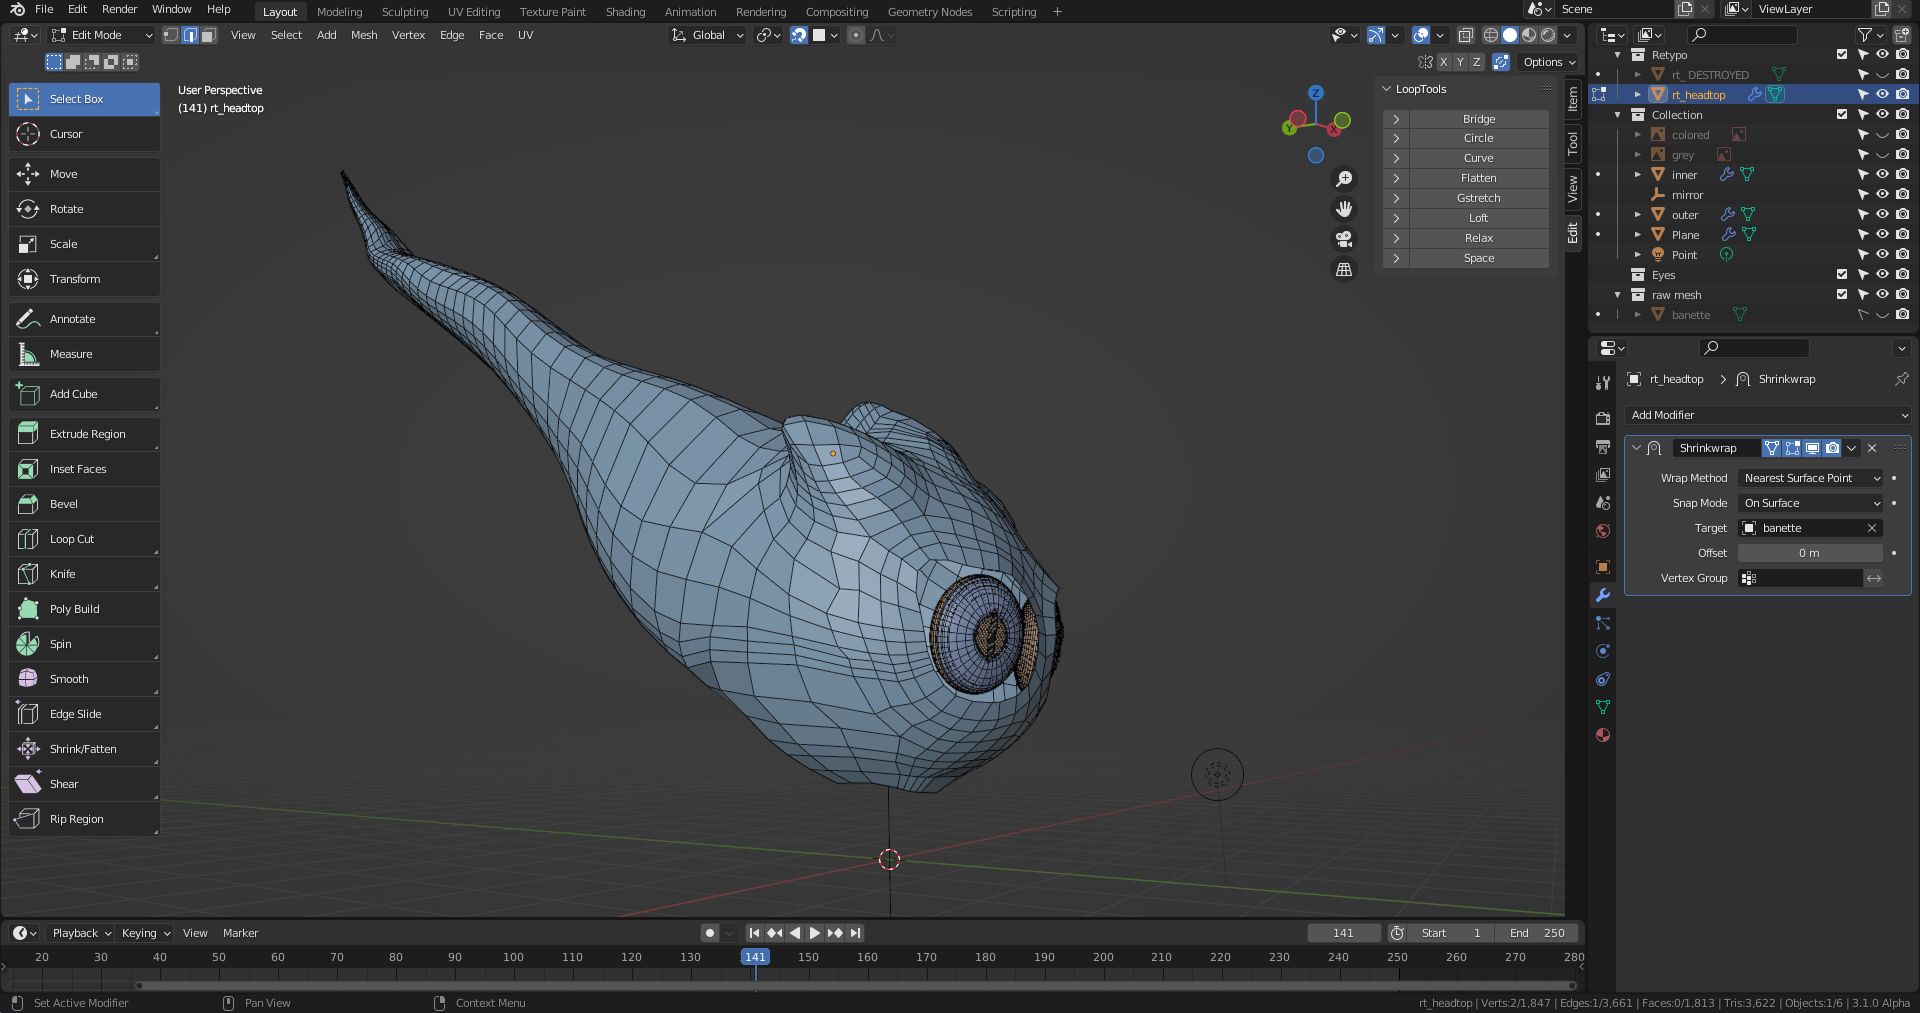 File Edit Render Window Help Layout Modeling Sculpting UV Editing Texture Paint Shading Animation Rendering Compositing Geometry Nodes Scripting + Scene ViewLayer
Edit Mode View Select Add Mesh Vertex Edge Face UV Global
X Y Z Options
User Perspective
(141) rt_headtop
Select Box
Cursor
Move
Rotate
Scale
Transform
Annotate
Measure
Add Cube
Extrude Region
Inset Faces
Bevel
Loop Cut
Knife
Poly Build
Spin
Smooth
Edge Slide
Shrink/Fatten
Shear
Rip Region
Z
Y
X
LoopTools
Bridge
Circle
Curve
Flatten
Gstretch
Loft
Relax
Space
Item
Tool
View
Edit
Retypo
rt_DESTROYED
rt_headtop
Collection
colored
grey
inner
mirror
outer
Plane
Point
Eyes
raw mesh
banette
rt_headtop Shrinkwrap
Add Modifier
Shrinkwrap
Wrap Method Nearest Surface Point
Snap Mode On Surface
Target banette
Offset 0 m
Vertex Group
Playback Keying View Marker 141 Start 1 End 250
20 30 40 50 60 70 80 90 100 110 120 130 141 150 160 170 180 190 200 210 220 230 240 250 260 270 280
Set Active Modifier Pan View Context Menu rt_headtop | Verts:2/1,847 | Edges:1/3,661 | Faces:0/1,813 | Tris:3,622 | Objects:1/6 | 3.1.0 Alpha